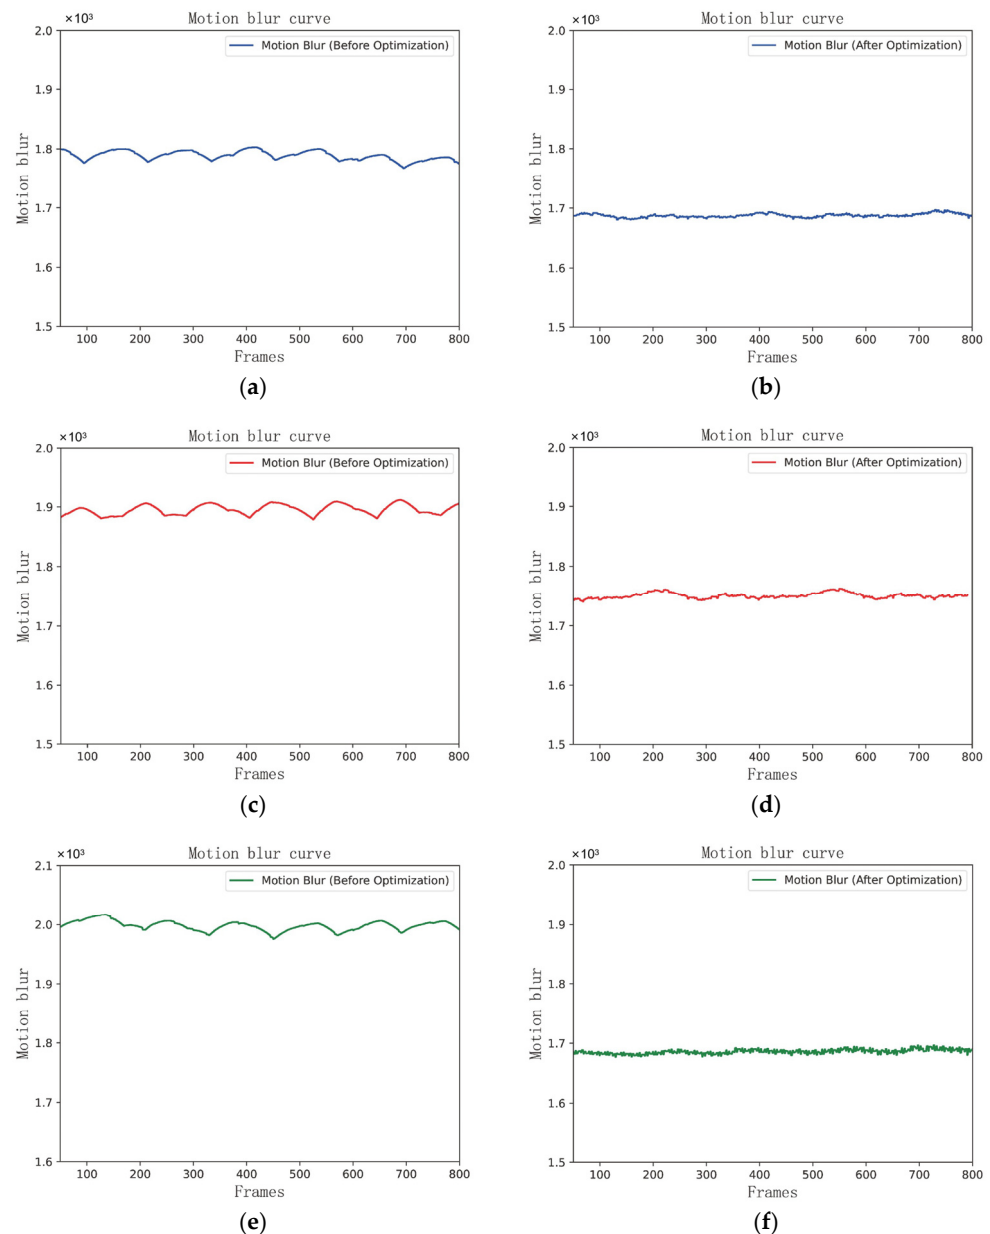 ×10³
Motion blur curve
Motion Blur (Before Optimization)
2.0
1.9
1.8
1.7
1.6
1.5
Motion blur
100 200 300 400 500 600 700 800
Frames
(a)
×10³
Motion blur curve
Motion Blur (After Optimization)
2.0
1.9
1.8
1.7
1.6
1.5
Motion blur
100 200 300 400 500 600 700 800
Frames
(b)
×10³
Motion blur curve
Motion Blur (Before Optimization)
2.0
1.9
1.8
1.7
1.6
1.5
Motion blur
100 200 300 400 500 600 700 800
Frames
(c)
×10³
Motion blur curve
Motion Blur (After Optimization)
2.0
1.9
1.8
1.7
1.6
1.5
Motion blur
100 200 300 400 500 600 700 800
Frames
(d)
×10³
Motion blur curve
Motion Blur (Before Optimization)
2.1
2.0
1.9
1.8
1.7
1.6
Motion blur
100 200 300 400 500 600 700 800
Frames
(e)
×10³
Motion blur curve
Motion Blur (After Optimization)
2.0
1.9
1.8
1.7
1.6
1.5
Motion blur
100 200 300 400 500 600 700 800
Frames
(f)